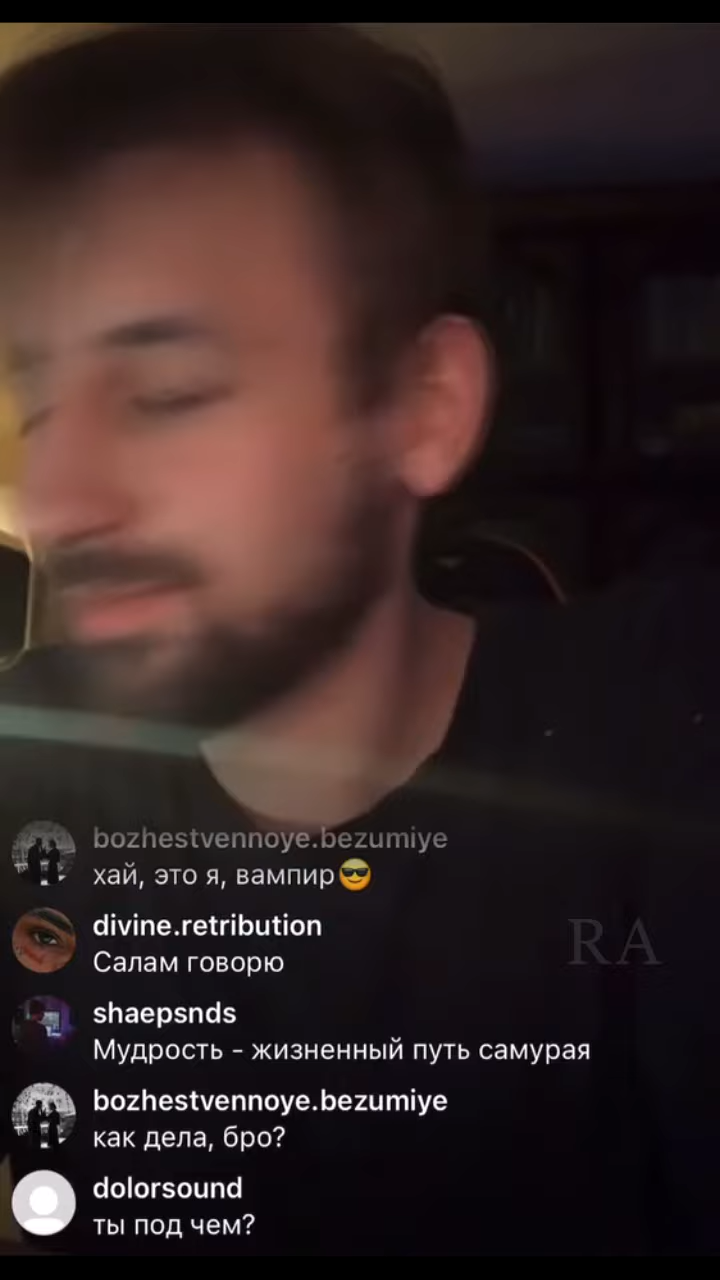 bozhestvennoye.bezumiye
хай, это я, вампир😎
divine.retribution
Салам говорю
RA
shaepsnds
Мудрость - жизненный путь самурая
bozhestvennoye.bezumiye
как дела, бро?
dolorsound
ты под чем?